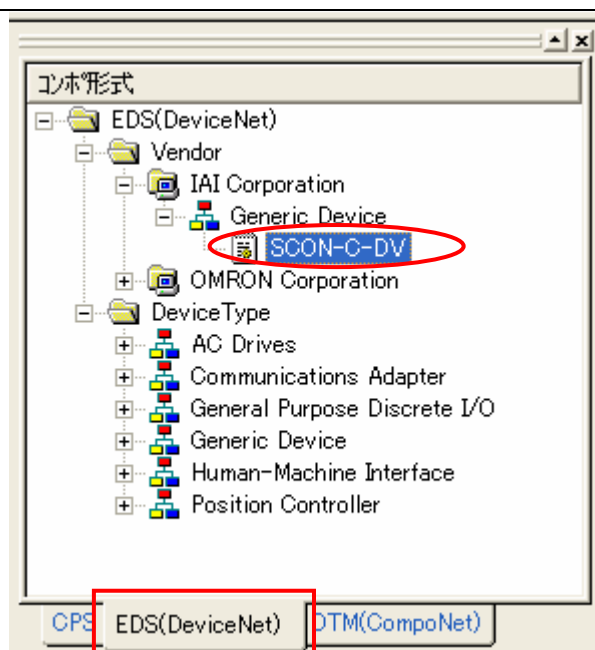 コンポ形式
EDS(DeviceNet)
Vendor
IAI Corporation
Generic Device
SCON-C-DV
OMRON Corporation
DeviceType
AC Drives
Communications Adapter
General Purpose Discrete I/O
Generic Device
Human-Machine Interface
Position Controller
CPS EDS(DeviceNet) DTM(CompoNet)